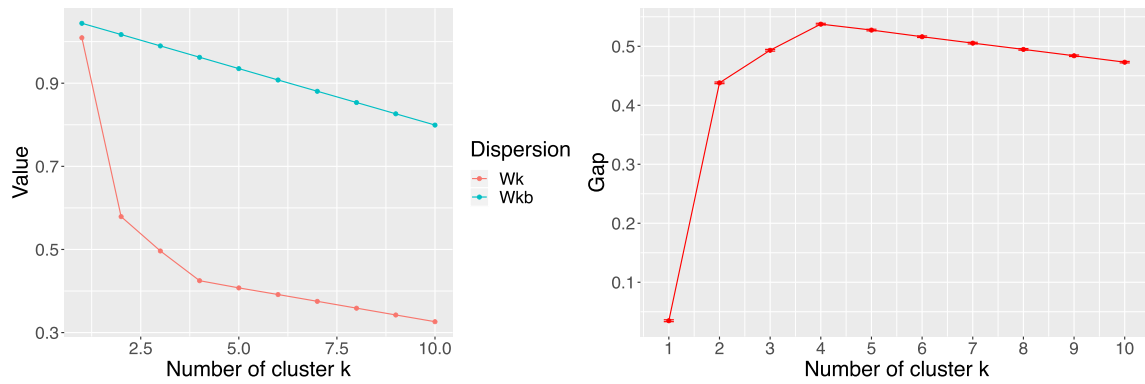 0.9
0.7
0.5
0.3
Value
2.5 5.0 7.5 10.0
Number of cluster k
Dispersion
Wk
Wkb
0.5
0.4
0.3
0.2
0.1
Gap
1 2 3 4 5 6 7 8 9 10
Number of cluster k